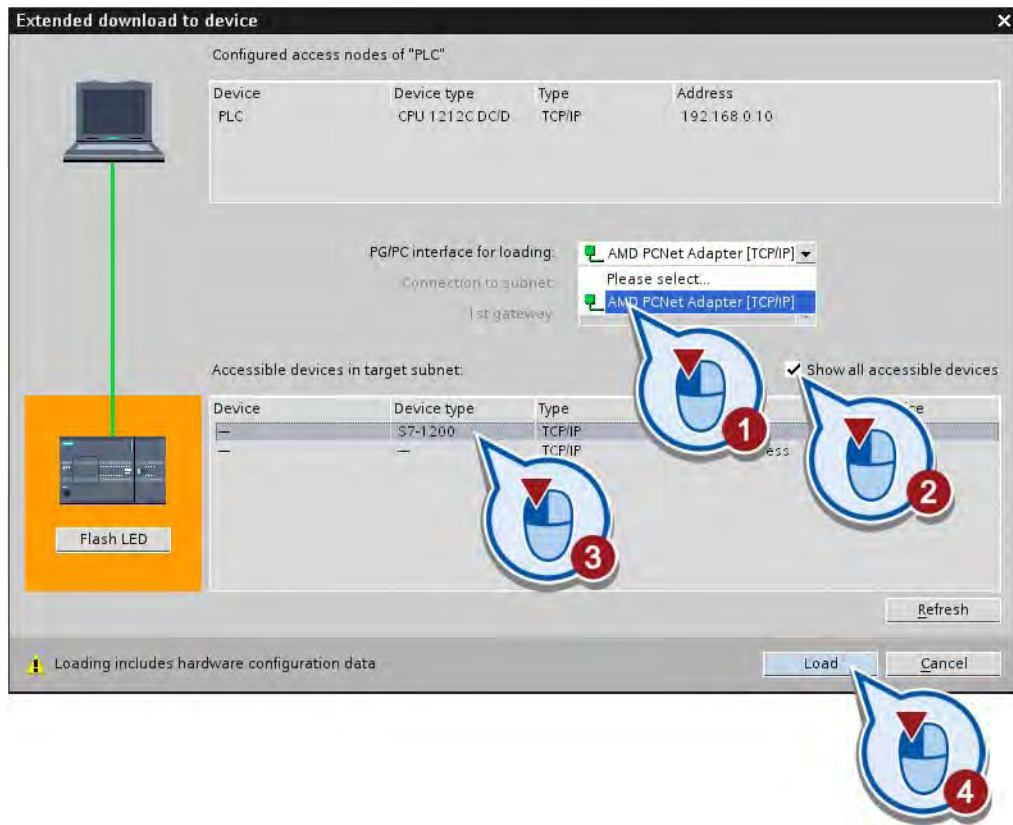 Extended download to device
Configured access nodes of "PLC"
Device Device type Type Address
PLC CPU 1212C DC/D TCP/IP 192.168.0.10
PG/PC interface for loading: AMD PCNet Adapter [TCP/IP]
Please select...
Connection to subnet:
AMD PCNet Adapter [TCP/IP]
1st gateway:
Accessible devices in target subnet: Show all accessible devices
Device Device type Type
— S7-1200 TCP/IP
— — TCP/IP
1
2
3
Flash LED
Refresh
Loading includes hardware configuration data
Load Cancel
4